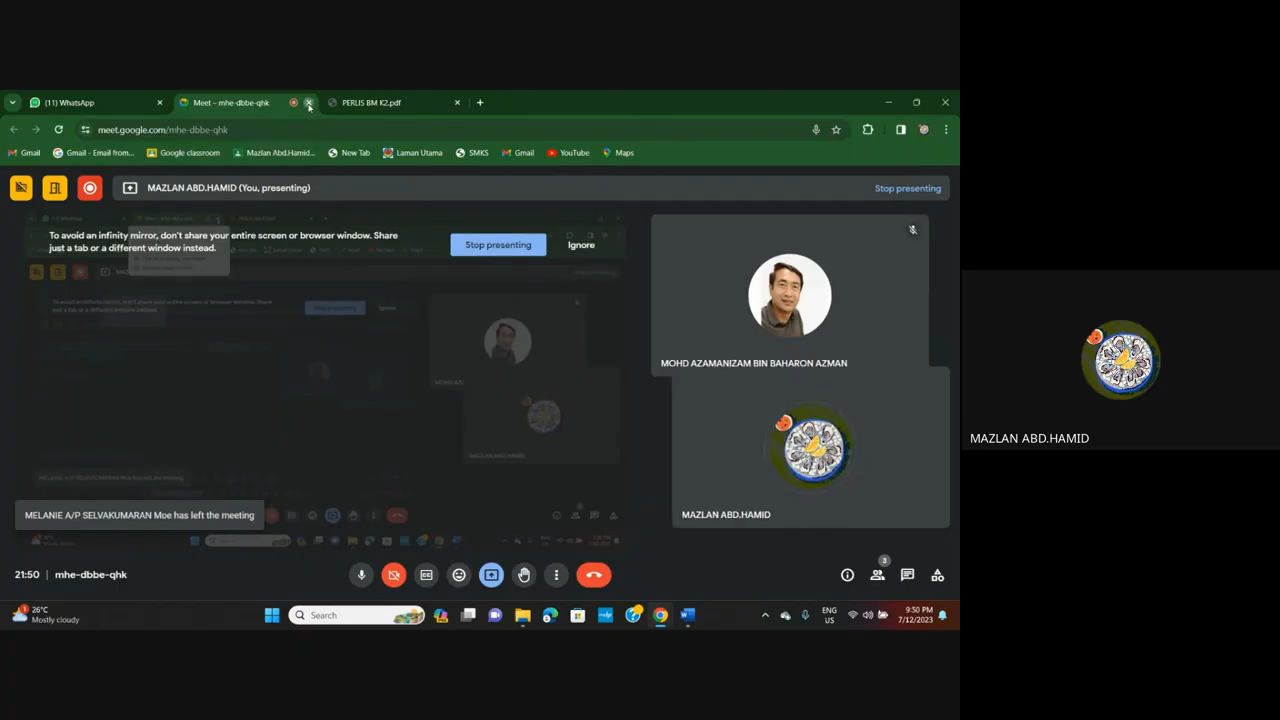 (11) WhatsApp
Meet - mhe-dbbe-qhk
PERLIS BM K2.pdf
meet.google.com/mhe-dbbe-qhk
Gmail
Gmail - Email from...
Google classroom
Mazlan Abd.Hamid...
New Tab
Laman Utama
SMKS
Gmail
YouTube
Maps
MAZLAN ABD.HAMID (You, presenting)
Stop presenting
To avoid an infinity mirror, don't share your entire screen or browser window. Share
just a tab or a different window instead.
Stop presenting
Ignore
MOHD AZAMANIZAM BIN BAHARON AZMAN
MAZLAN ABD.HAMID
MAZLAN ABD.HAMID
MELANIE A/P SELVAKUMARAN Moe has left the meeting
21:50
mhe-dbbe-qhk
3
26°C
Mostly cloudy
Search
ENG
US
9:50 PM
7/12/2023